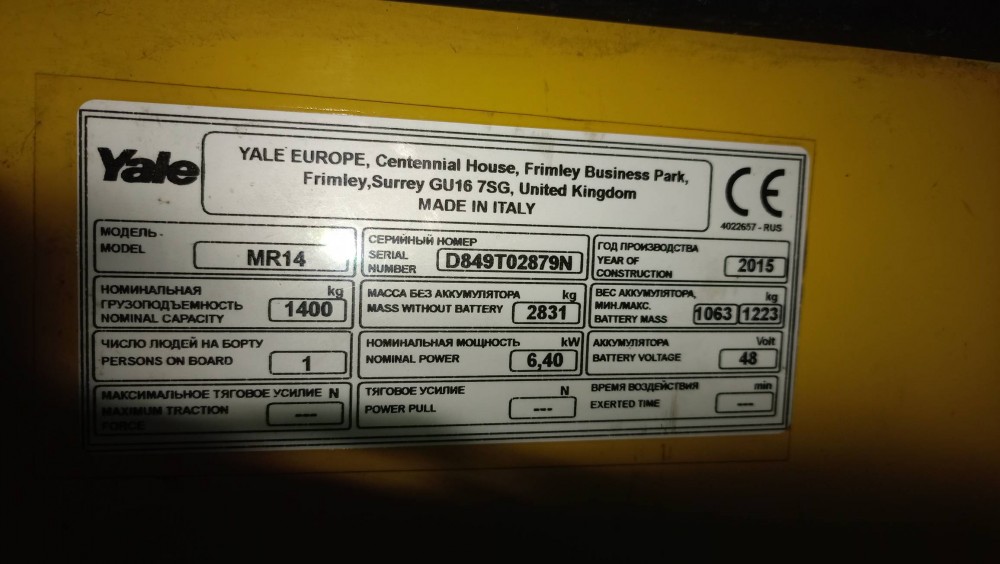 Yale
YALE EUROPE, Centennial House, Frimley Business Park,
Frimley,Surrey GU16 7SG, United Kingdom
MADE IN ITALY
CE
4022657 - RUS
МОДЕЛЬ -
MODEL
MR14
СЕРИЙНЫЙ НОМЕР
SERIAL
NUMBER
D849T02879N
ГОД ПРОИЗВОДСТВА
YEAR OF
CONSTRUCTION
2015
НОМИНАЛЬНАЯ kg
ГРУЗОПОДЪЕМНОСТЬ
NOMINAL CAPACITY
1400
МАССА БЕЗ АККУМУЛЯТОРА kg
MASS WITHOUT BATTERY
2831
ВЕС АККУМУЛЯТОРА, kg
МИН./МАКС.
BATTERY MASS
1063 1223
ЧИСЛО ЛЮДЕЙ НА БОРТУ
PERSONS ON BOARD
1
НОМИНАЛЬНАЯ МОЩНОСТЬ kW
NOMINAL POWER
6,40
АККУМУЛЯТОРА Volt
BATTERY VOLTAGE
48
МАКСИМАЛЬНОЕ ТЯГОВОЕ УСИЛИЕ N
MAXIMUM TRACTION
FORCE
---
ТЯГОВОЕ УСИЛИЕ N
POWER PULL
---
ВРЕМЯ ВОЗДЕЙСТВИЯ min
EXERTED TIME
---